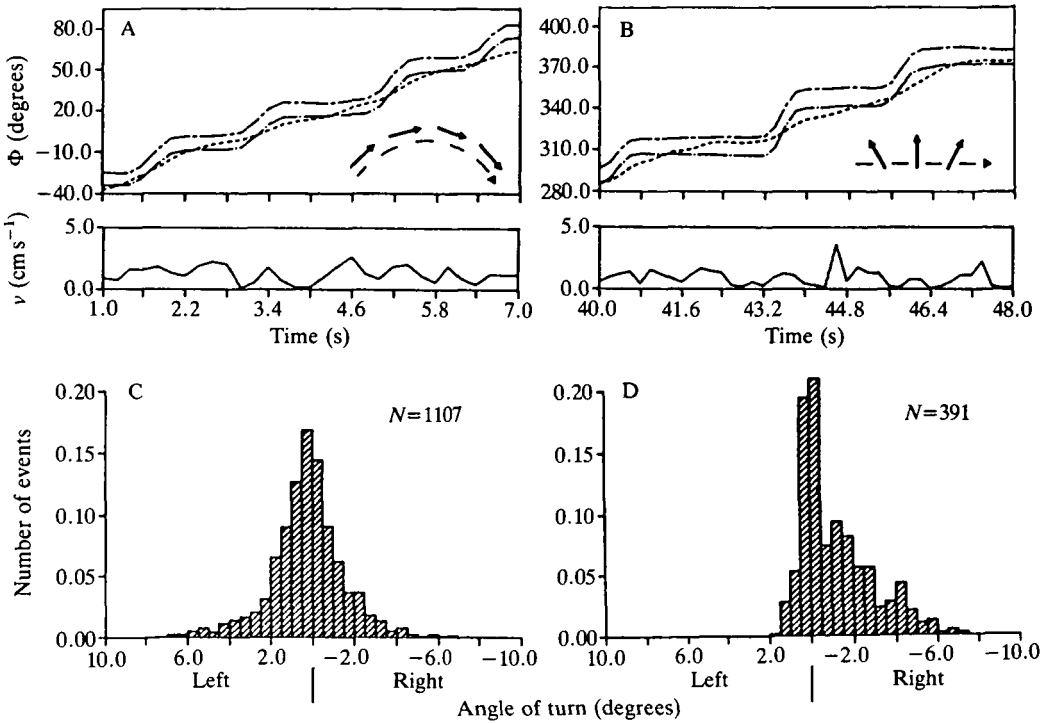 A
80.0
50.0
20.0
−10.0
−40.0
Φ (degrees)
B
400
370.0
340.0
310.0
280.0
5.0
0.0
ν (cm s−1)
1.0 2.2 3.4 4.6 5.8 7.0
Time (s)
5.0
0.0
40.0 41.6 43.2 44.8 46.4 48.0
Time (s)
C
N=1107
0.20
0.15
0.10
0.05
0.00
Number of events
10.0 6.0 2.0 −2.0 −6.0 −10.0
Left Right
D
N=391
0.20
0.15
0.10
0.05
0.00
10.0 6.0 2.0 −2.0 −6.0 −10.0
Left Right
Angle of turn (degrees)